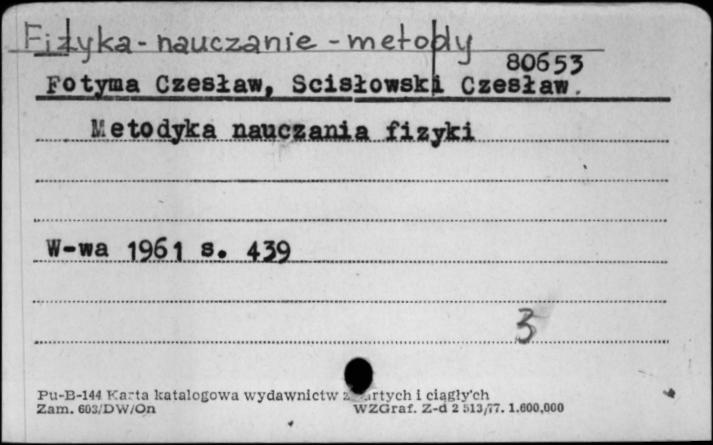 Fizyka - nauczanie - metody
80653
Fotyma Czesław, Scisłowski Czesław.
Metodyka nauczania fizyki
W-wa 1961 s. 439
3
Pu-B-144 Karta katalogowa wydawnictw i ciągłych
Zam. 603/DW/On WZGraf. Z-d 2 513/77. 1.600,000